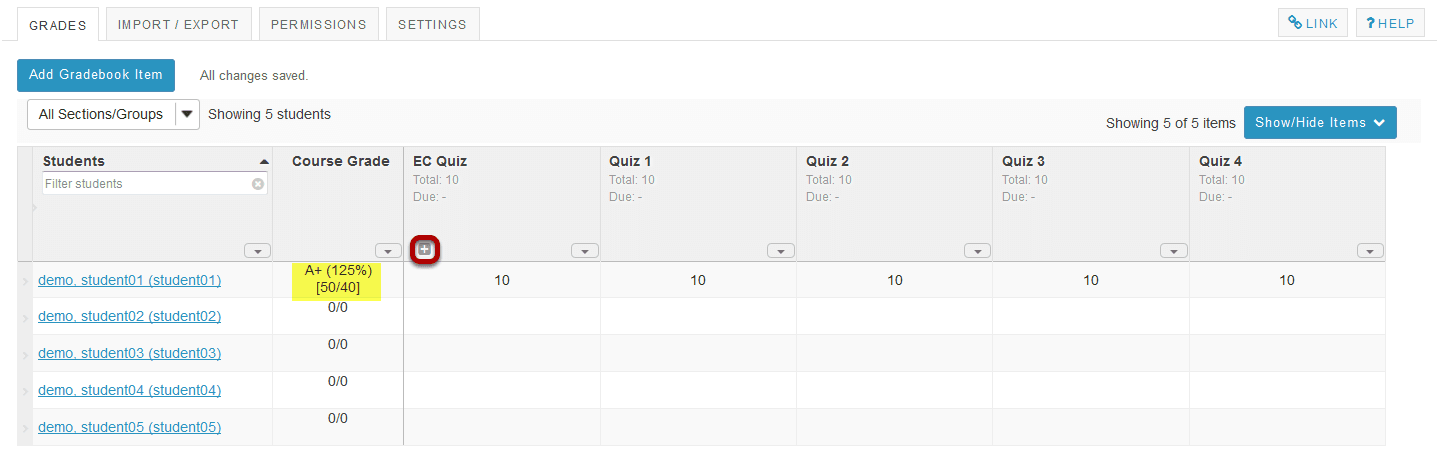 GRADES IMPORT / EXPORT PERMISSIONS SETTINGS LINK ? HELP
Add Gradebook Item All changes saved.
All Sections/Groups Showing 5 students
Showing 5 of 5 items Show/Hide Items
Students Course Grade EC Quiz Quiz 1 Quiz 2 Quiz 3 Quiz 4
Filter students Total: 10 Total: 10 Total: 10 Total: 10 Total: 10
Due: - Due: - Due: - Due: - Due: -
demo, student01 (student01) A+ (125%) 10 10 10 10 10
[50/40]
demo, student02 (student02) 0/0
demo, student03 (student03) 0/0
demo, student04 (student04) 0/0
demo, student05 (student05) 0/0